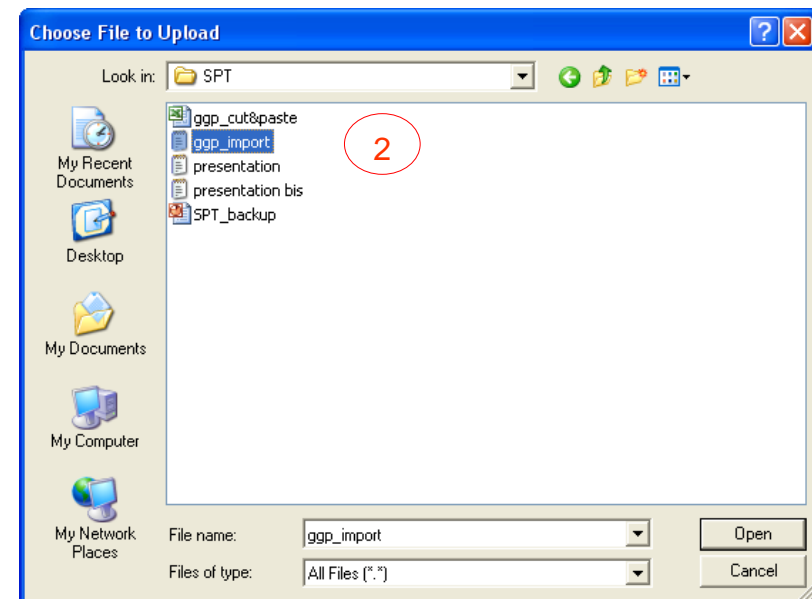 Choose File to Upload
Look in: SPT
ggp_cut&paste
ggp_import
presentation
presentation bis
SPT_backup
2
My Recent
Documents
Desktop
My Documents
My Computer
My Network
Places
File name: ggp_import Open
Files of type: All Files (*.*) Cancel